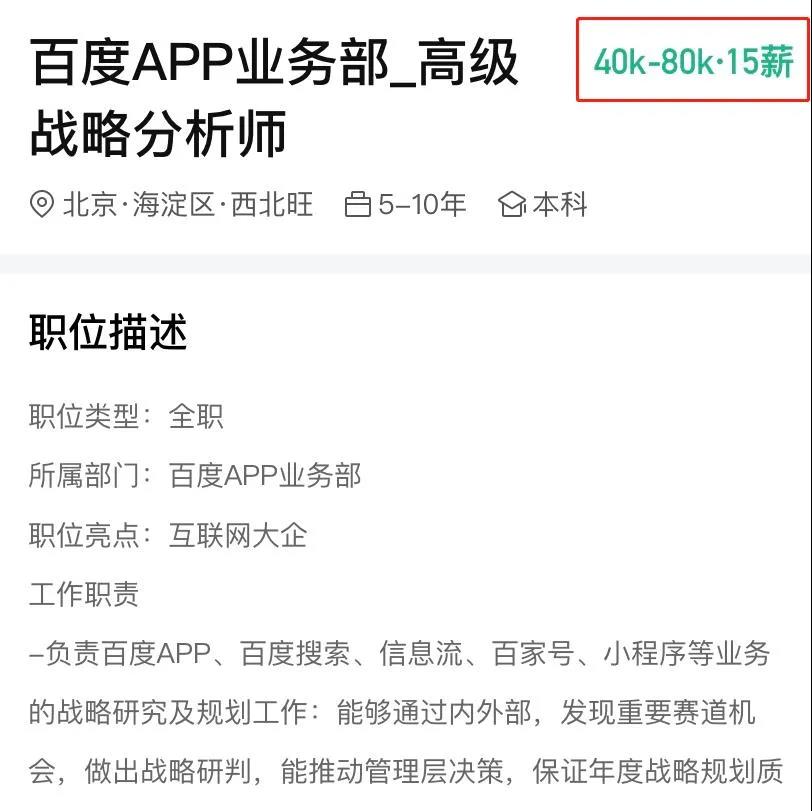 百度APP业务部_高级
40k-80k·15薪
战略分析师
北京·海淀区·西北旺 5-10年 本科
职位描述
职位类型：全职
所属部门：百度APP业务部
职位亮点：互联网大企
工作职责
-负责百度APP、百度搜索、信息流、百家号、小程序等业务
的战略研究及规划工作：能够通过内外部，发现重要赛道机
会，做出战略研判，能推动管理层决策，保证年度战略规划质